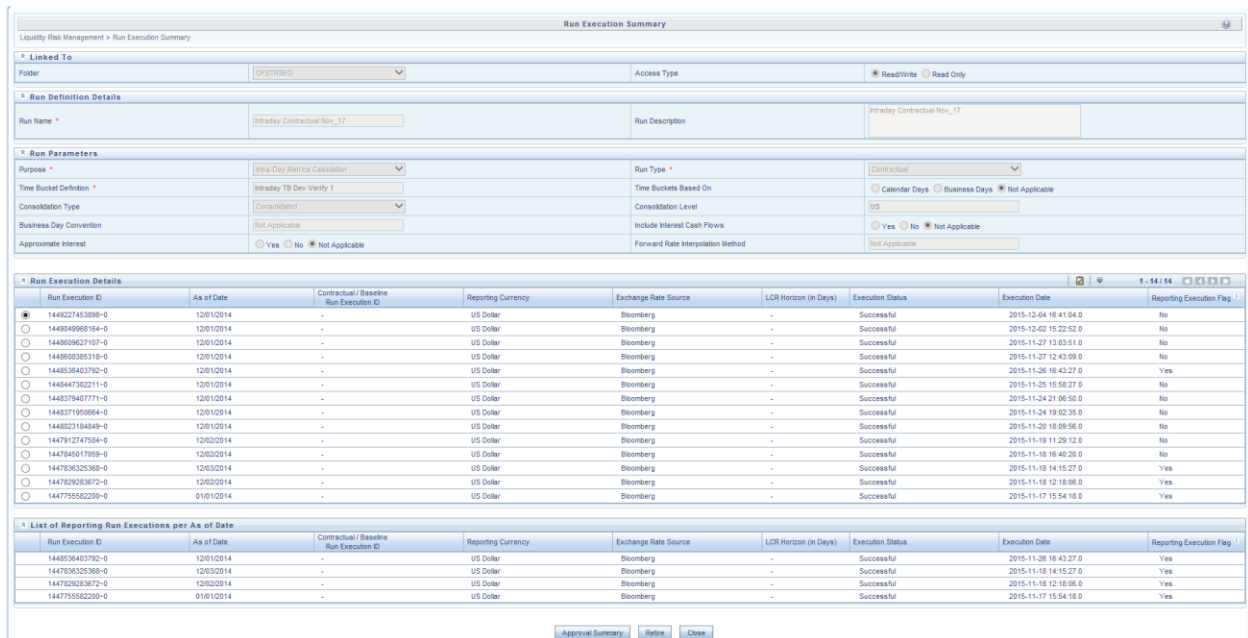 Run Execution Summary
Liquidity Risk Management > Run Execution Summary
Linked To
Folder OFSTRSEG Access Type Read/Write Read Only
Run Definition Details
Run Name * Intraday Contractual Nov_17 Run Description Intraday Contractual Nov_17
Run Parameters
Purpose * Intra-Day Metrics Calculation Run Type * Contractual
Time Bucket Definition * Intraday TB Dev Verify 1 Time Buckets Based On Calendar Days Business Days Not Applicable
Consolidation Type Consolidated Consolidation Level US
Business Day Convention Not Applicable Include Interest Cash Flows Yes No Not Applicable
Approximate Interest Yes No Not Applicable Forward Rate Interpolation Method Not Applicable
Run Execution Details 1 - 14 / 14
Run Execution ID As of Date Contractual / Baseline Run Execution ID Reporting Currency Exchange Rate Source LCR Horizon (in Days) Execution Status Execution Date Reporting Execution Flag
1449227453898~0 12/01/2014 - US Dollar Bloomberg - Successful 2015-12-04 16:41:04.0 No
1449049968164~0 12/01/2014 - US Dollar Bloomberg - Successful 2015-12-02 15:22:52.0 No
1448609627107~0 12/01/2014 - US Dollar Bloomberg - Successful 2015-11-27 13:03:51.0 No
1448608385318~0 12/01/2014 - US Dollar Bloomberg - Successful 2015-11-27 12:43:09.0 No
1448536403792~0 12/01/2014 - US Dollar Bloomberg - Successful 2015-11-26 16:43:27.0 Yes
1448447302211~0 12/01/2014 - US Dollar Bloomberg - Successful 2015-11-25 15:58:27.0 No
1448379407771~0 12/01/2014 - US Dollar Bloomberg - Successful 2015-11-24 21:06:50.0 No
1448371950664~0 12/01/2014 - US Dollar Bloomberg - Successful 2015-11-24 19:02:35.0 No
1448023184849~0 12/01/2014 - US Dollar Bloomberg - Successful 2015-11-20 18:09:56.0 No
1447912747584~0 12/02/2014 - US Dollar Bloomberg - Successful 2015-11-19 11:29:12.0 No
1447845017059~0 12/02/2014 - US Dollar Bloomberg - Successful 2015-11-18 16:40:20.0 No
1447836325368~0 12/03/2014 - US Dollar Bloomberg - Successful 2015-11-18 14:15:27.0 Yes
1447829283672~0 12/02/2014 - US Dollar Bloomberg - Successful 2015-11-18 12:18:06.0 Yes
1447755582200~0 01/01/2014 - US Dollar Bloomberg - Successful 2015-11-17 15:54:18.0 Yes
List of Reporting Run Executions per As of Date
Run Execution ID As of Date Contractual / Baseline Run Execution ID Reporting Currency Exchange Rate Source LCR Horizon (in Days) Execution Status Execution Date Reporting Execution Flag
1448536403792~0 12/01/2014 - US Dollar Bloomberg - Successful 2015-11-26 16:43:27.0 Yes
1447836325368~0 12/03/2014 - US Dollar Bloomberg - Successful 2015-11-18 14:15:27.0 Yes
1447829283672~0 12/02/2014 - US Dollar Bloomberg - Successful 2015-11-18 12:18:06.0 Yes
1447755582200~0 01/01/2014 - US Dollar Bloomberg - Successful 2015-11-17 15:54:18.0 Yes
Approval Summary Retire Close